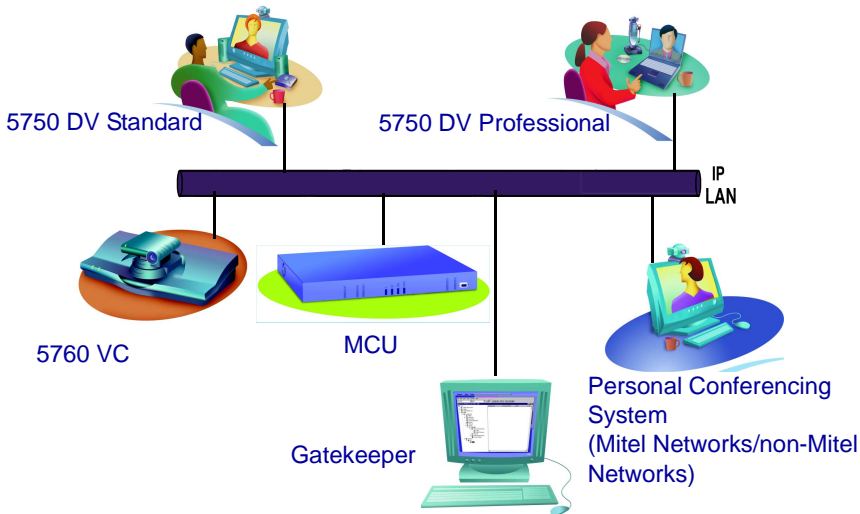 5750 DV Standard
5750 DV Professional
IP
LAN
5760 VC
MCU
Gatekeeper
Personal Conferencing
System
(Mitel Networks/non-Mitel
Networks)